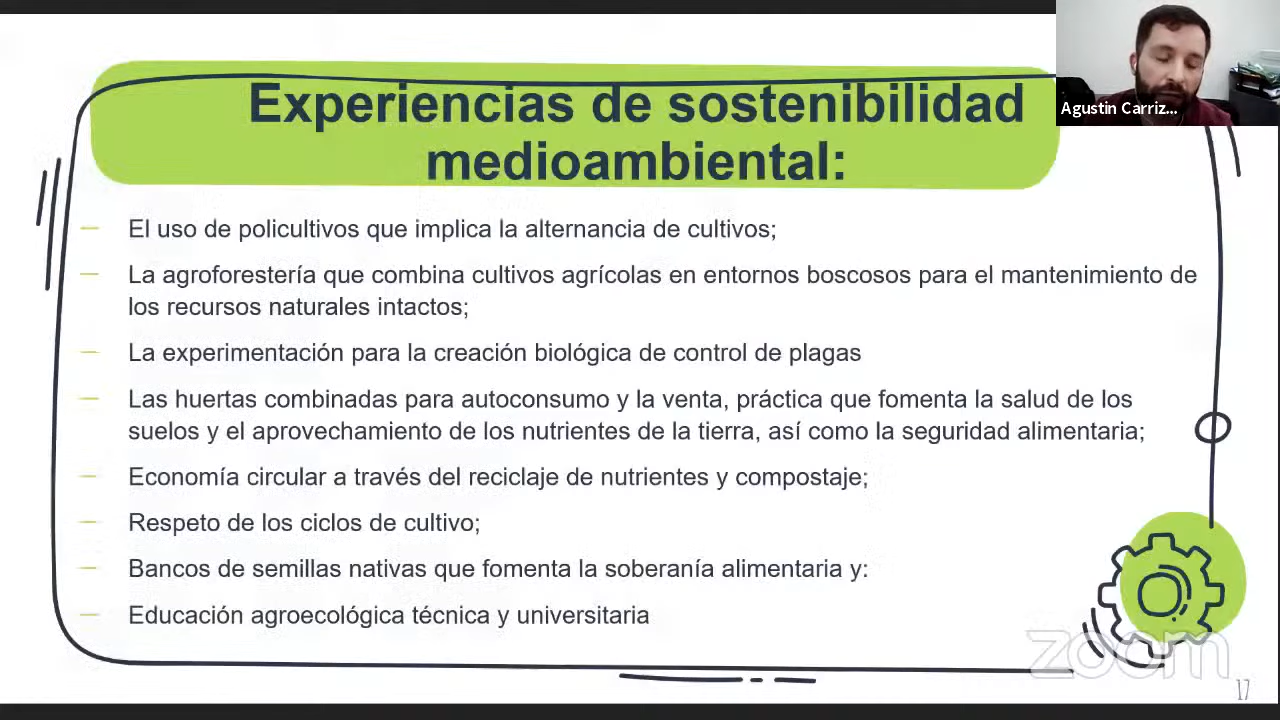 Experiencias de sostenibilidad
medioambiental:
Agustin Carriz...
— El uso de policultivos que implica la alternancia de cultivos;
— La agroforestería que combina cultivos agrícolas en entornos boscosos para el mantenimiento de
los recursos naturales intactos;
— La experimentación para la creación biológica de control de plagas
— Las huertas combinadas para autoconsumo y la venta, práctica que fomenta la salud de los
suelos y el aprovechamiento de los nutrientes de la tierra, así como la seguridad alimentaria;
— Economía circular a través del reciclaje de nutrientes y compostaje;
— Respeto de los ciclos de cultivo;
— Bancos de semillas nativas que fomenta la soberanía alimentaria y:
— Educación agroecológica técnica y universitaria
zoom
17